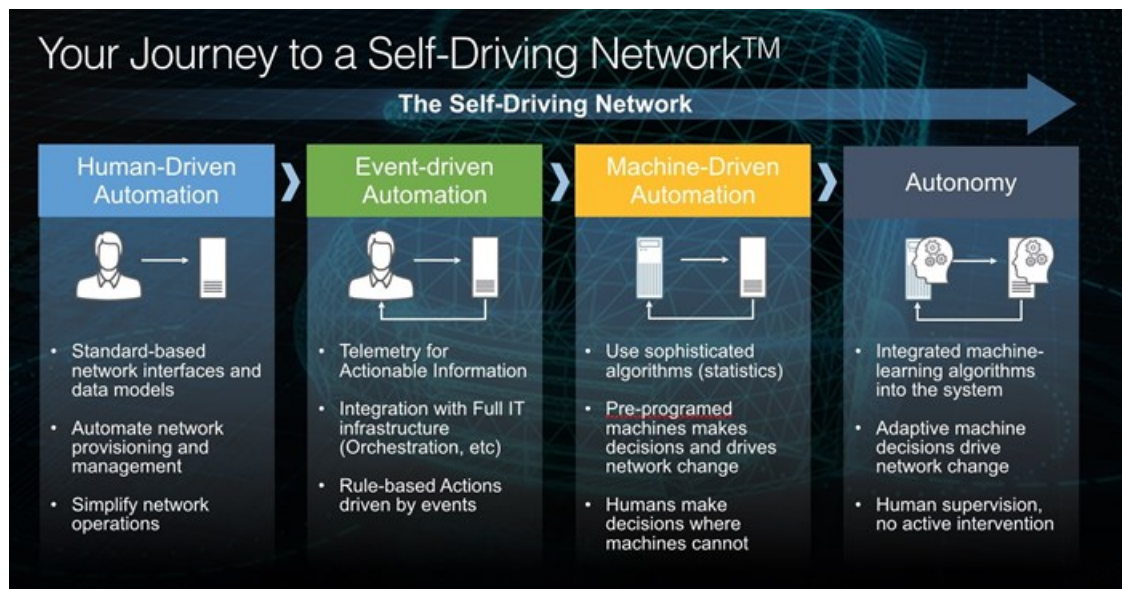 Your Journey to a Self-Driving Network™
The Self-Driving Network
Human-Driven
Automation
• Standard-based
network interfaces and
data models
• Automate network
provisioning and
management
• Simplify network
operations
Event-driven
Automation
• Telemetry for
Actionable Information
• Integration with Full IT
infrastructure
(Orchestration, etc)
• Rule-based Actions
driven by events
Machine-Driven
Automation
• Use sophisticated
algorithms (statistics)
• Pre-programed
machines makes
decisions and drives
network change
• Humans make
decisions where
machines cannot
Autonomy
• Integrated machine-
learning algorithms
into the system
• Adaptive machine
decisions drive
network change
• Human supervision,
no active intervention